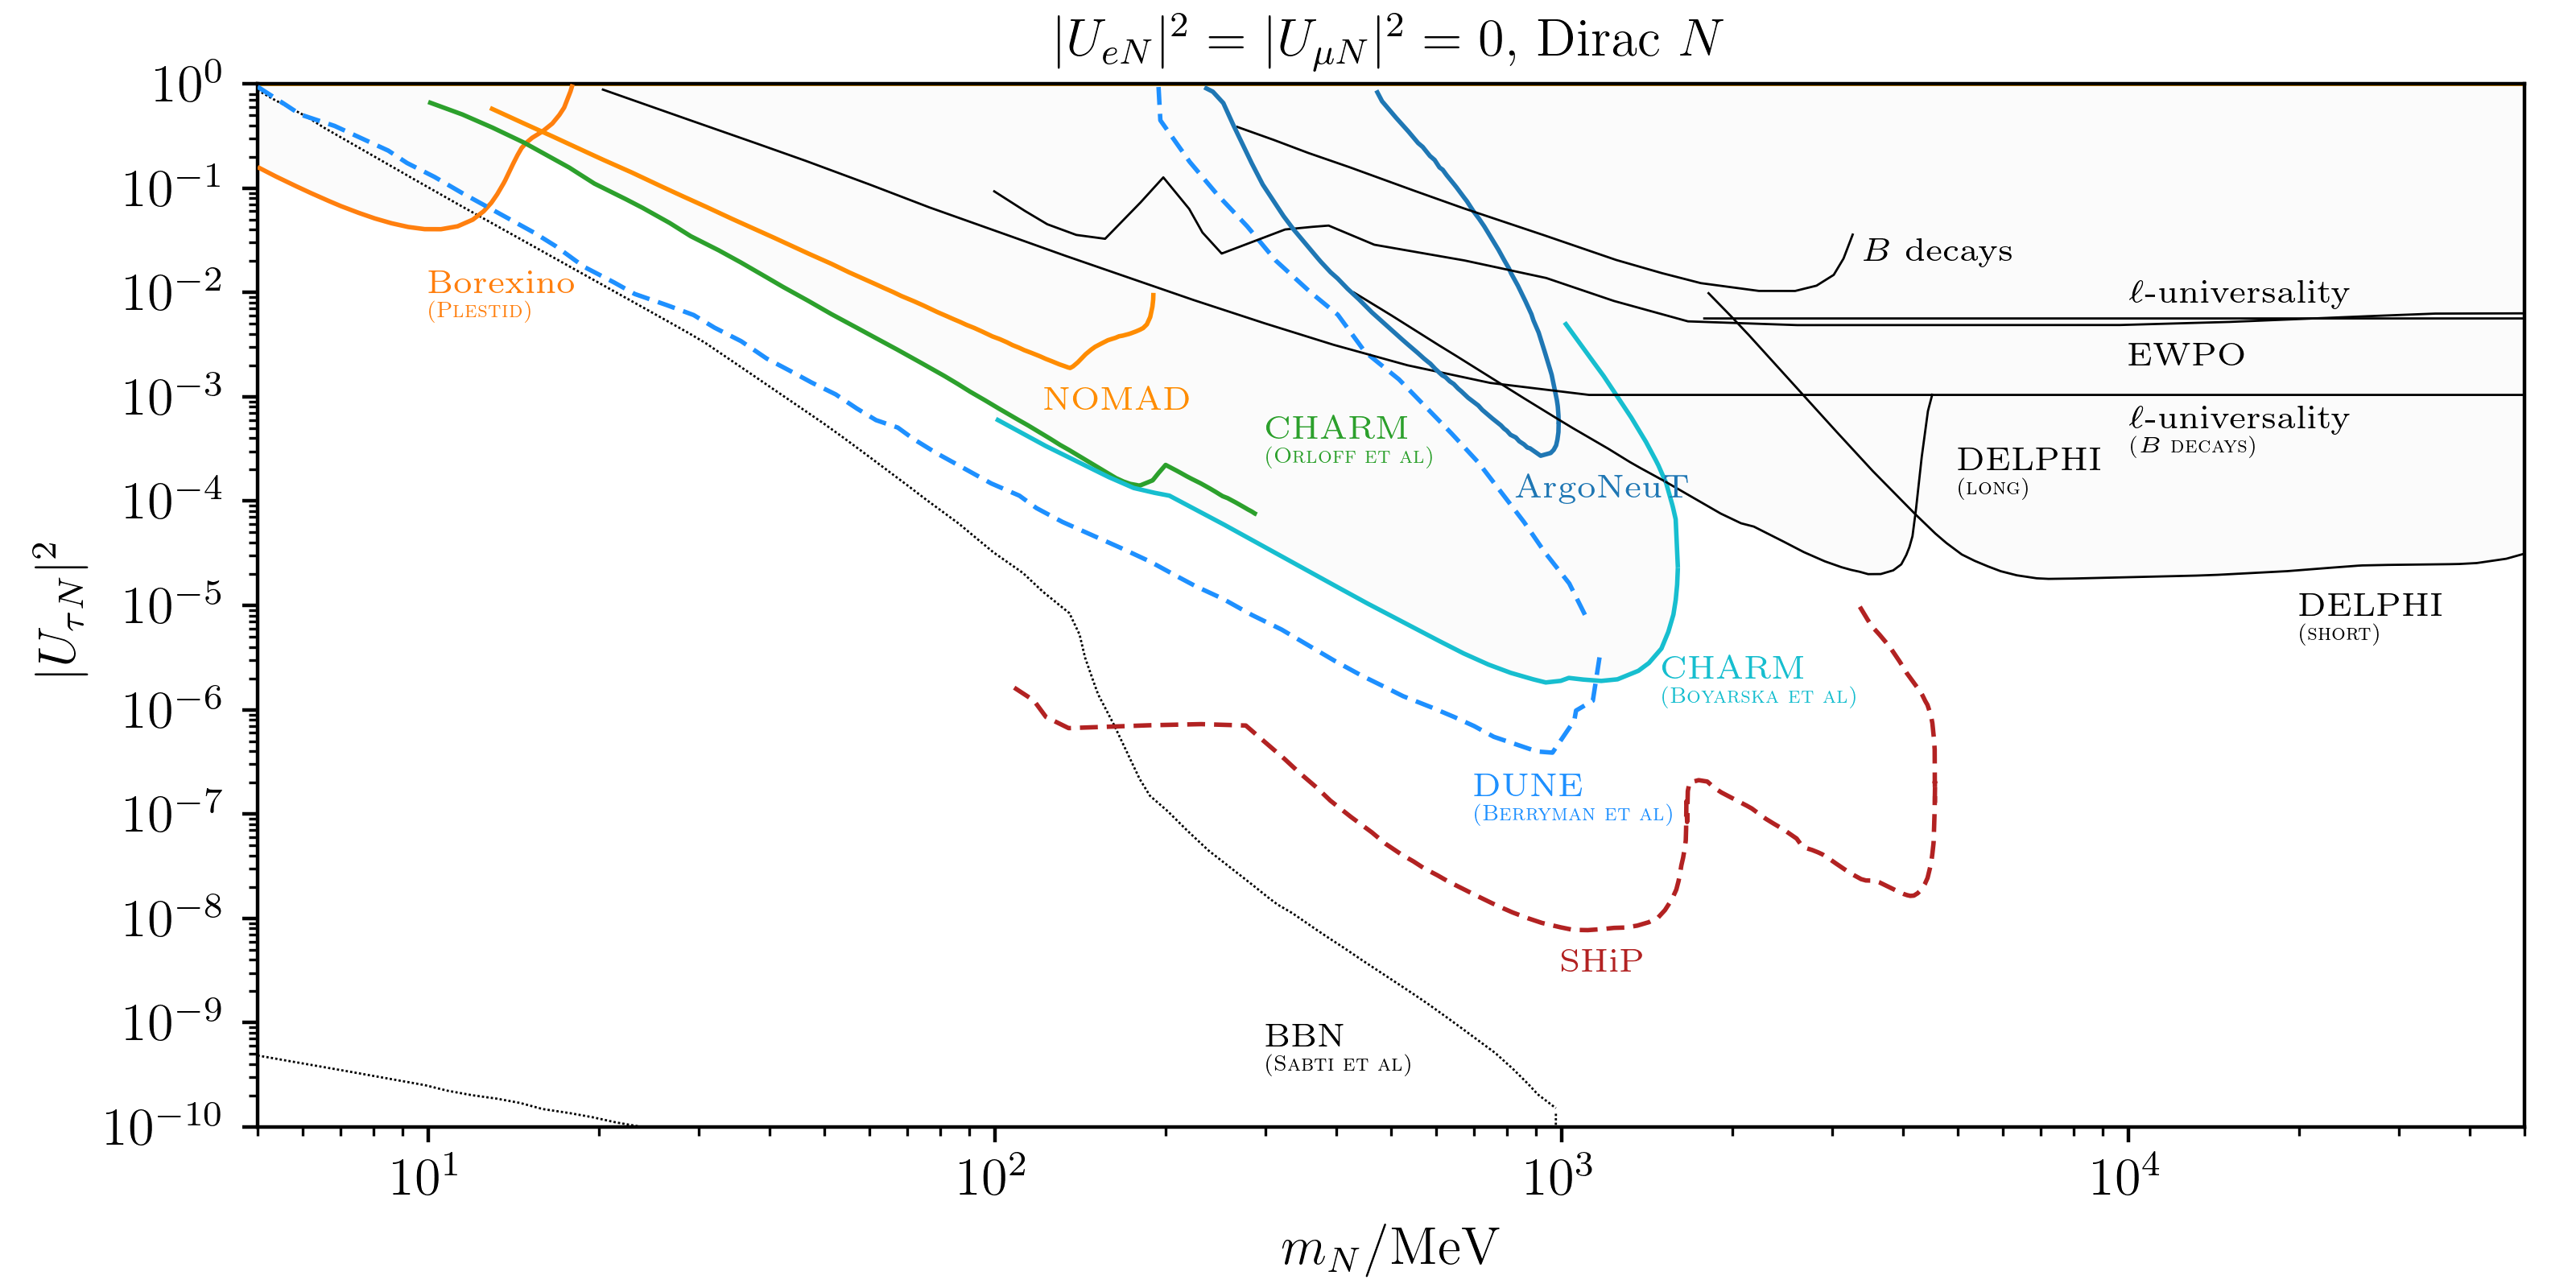 |U_{eN}|^2 = |U_{μN}|^2 = 0, Dirac N
10^0
10^{-1}
10^{-2}
10^{-3}
10^{-4}
10^{-5}
10^{-6}
10^{-7}
10^{-8}
10^{-9}
10^{-10}
|U_{τN}|^2
B decays
Borexino
(Plestid)
ℓ-universality
EWPO
NOMAD
ℓ-universality
(B decays)
CHARM
(Orloff et al)
DELPHI
(long)
ArgoNeuT
DELPHI
(short)
CHARM
(Boyarska et al)
DUNE
(Berryman et al)
SHiP
BBN
(Sabti et al)
10^1
10^2
10^3
10^4
m_N/MeV